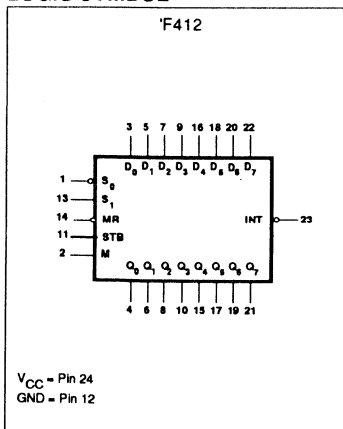 'F412
3 5 7 9 16 18 20 22
D0 D1 D2 D3 D4 D5 D6 D7
1 S0
13 S1
14 MR INT 23
11 STB
2 M
Q0 Q1 Q2 Q3 Q4 Q5 Q6 Q7
4 6 8 10 15 17 19 21
VCC = Pin 24
GND = Pin 12